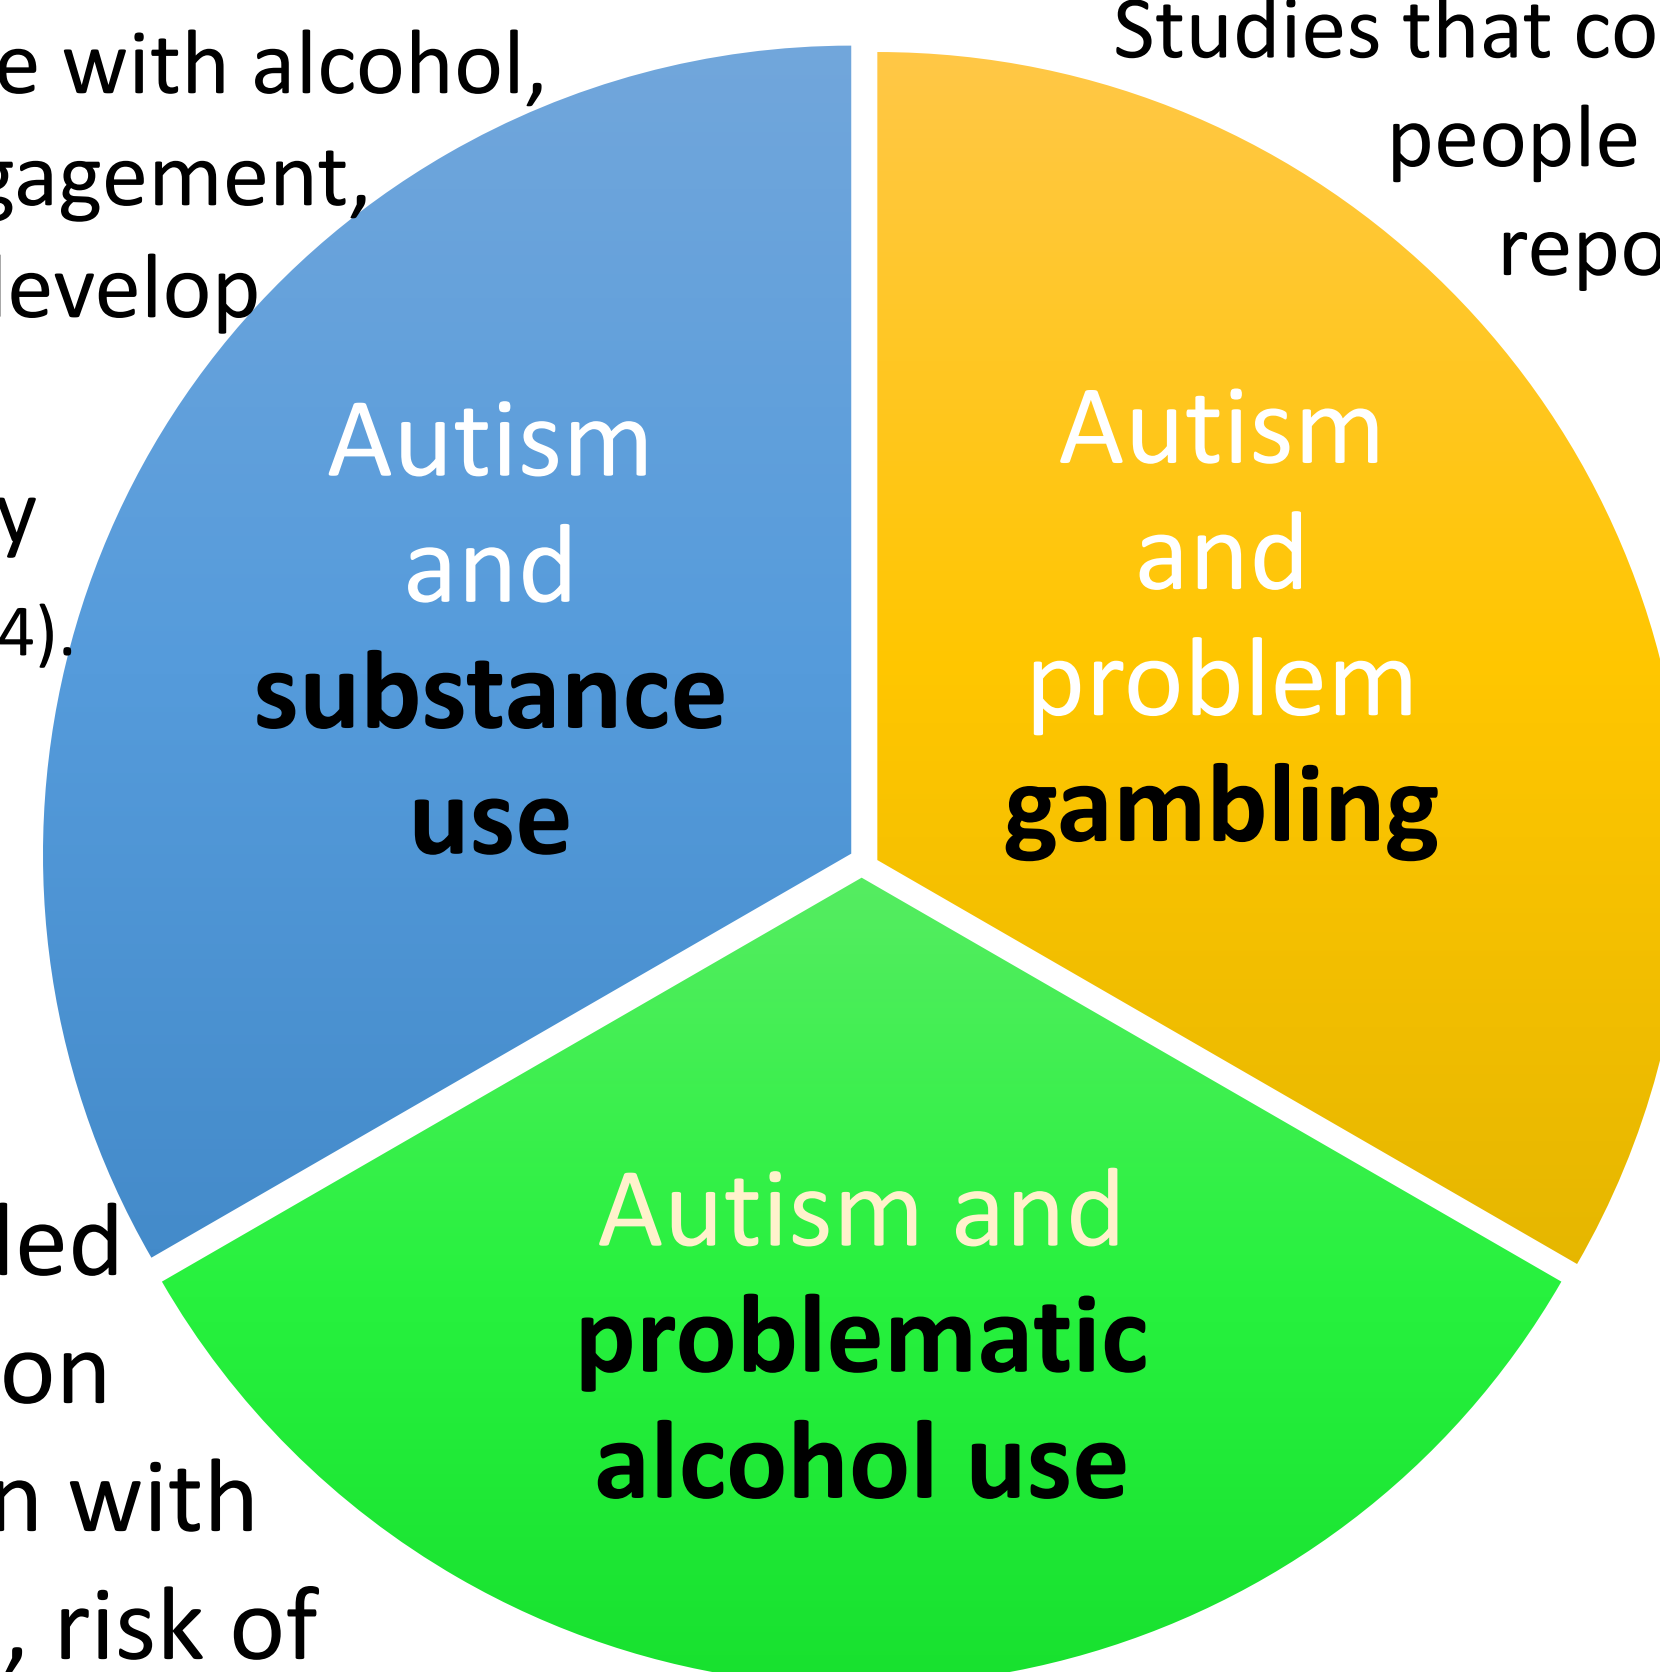 e with alcohol,
gagement,
develop
y
4).
Studies that co
people
repo
Autism
and
substance
use
Autism
and
problem
gambling
Autism and
problematic
alcohol use
led
on
n with
, risk of